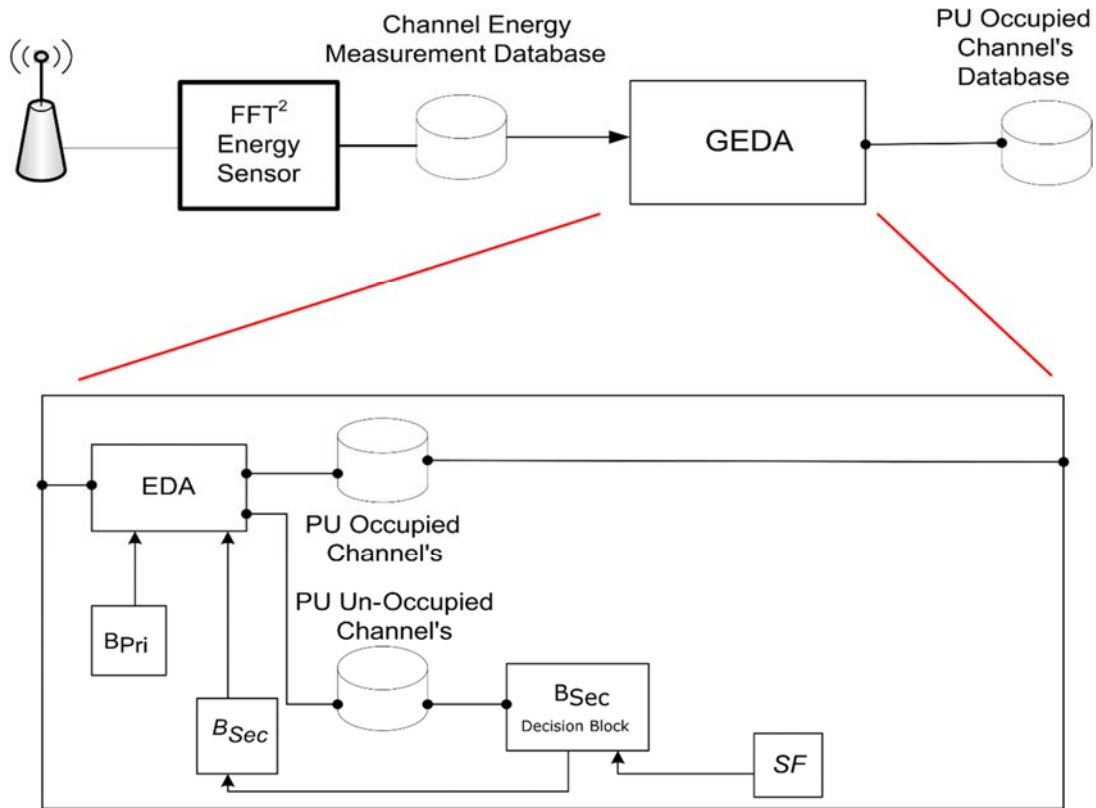 Channel Energy
Measurement Database
PU Occupied
Channel's
Database
FFT²
Energy
Sensor
GEDA
EDA
PU Occupied
Channel's
PU Un-Occupied
Channel's
BPri
BSec
BSec
Decision Block
SF